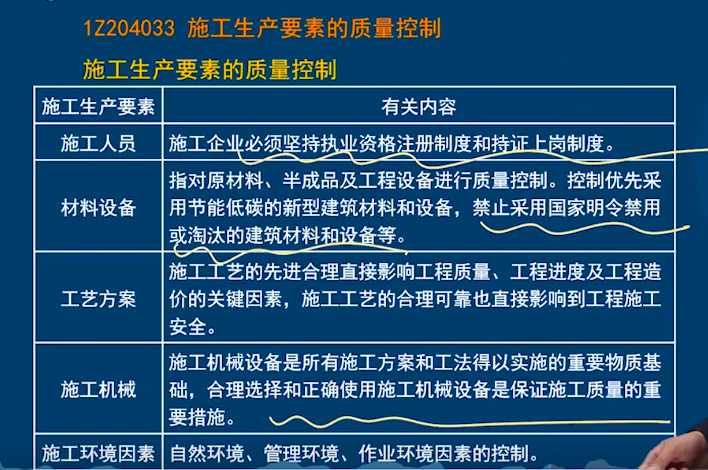 1Z204033 施工生产要素的质量控制
施工生产要素的质量控制
施工生产要素 有关内容
施工人员 施工企业必须坚持执业资格注册制度和持证上岗制度。
材料设备 指对原材料、半成品及工程设备进行质量控制。控制优先采
用节能低碳的新型建筑材料和设备，禁止采用国家明令禁用
或淘汰的建筑材料和设备等。
工艺方案 施工工艺的先进合理直接影响工程质量、工程进度及工程造
价的关键因素，施工工艺的合理可靠也直接影响到工程施工
安全。
施工机械 施工机械设备是所有施工方案和工法得以实施的重要物质基
础，合理选择和正确使用施工机械设备是保证施工质量的重
要措施。
施工环境因素 自然环境、管理环境、作业环境因素的控制。